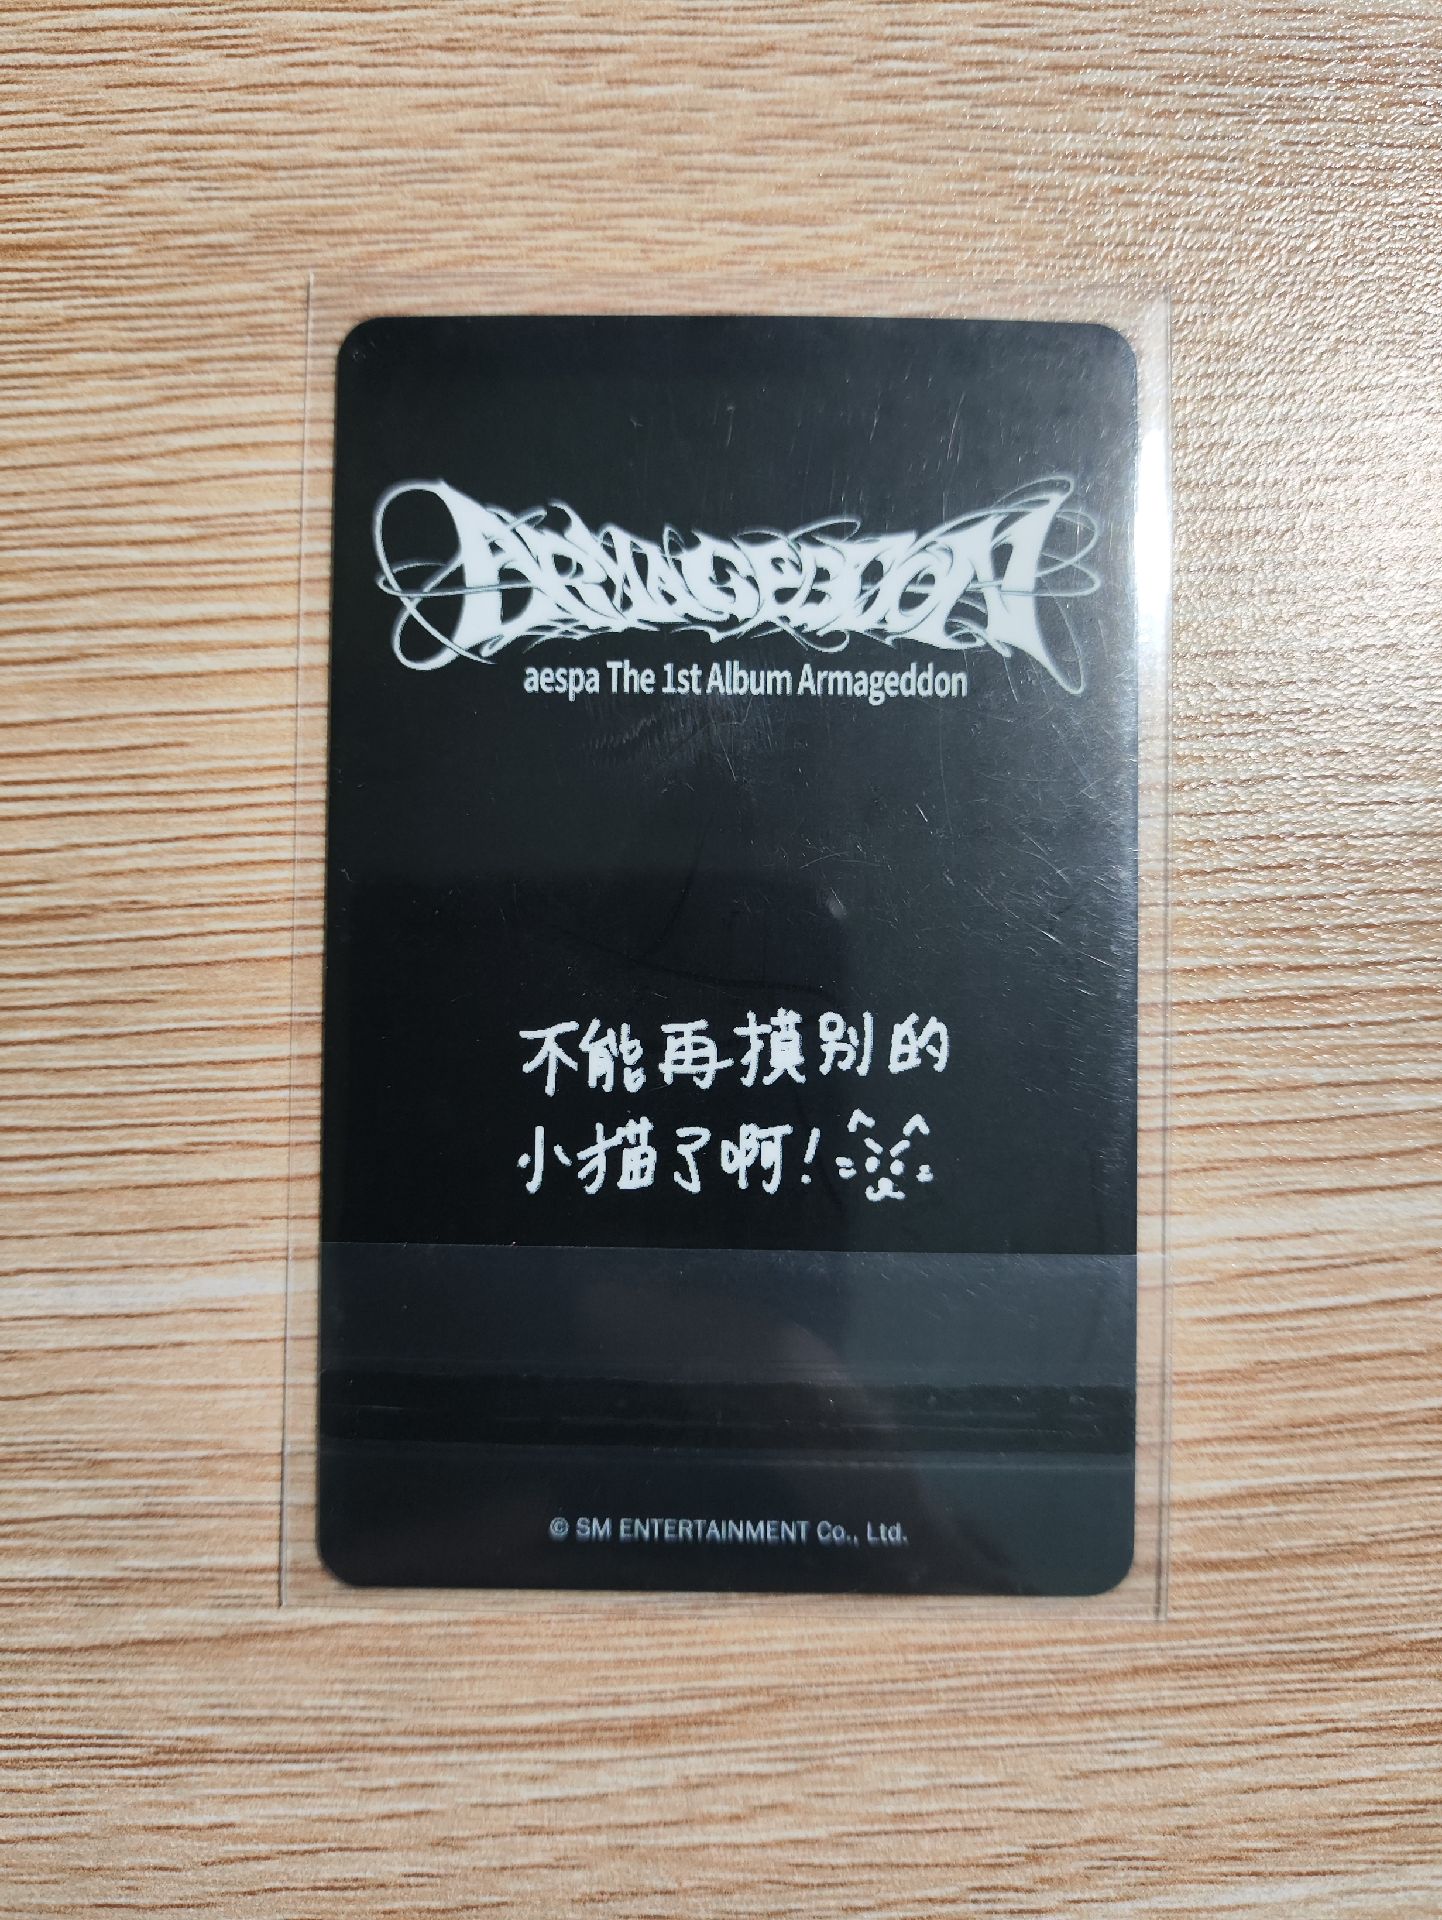 ARMAGEDDON
aespa The 1st Album Armageddon
不能再摸别的
小猫了啊!
© SM ENTERTAINMENT Co., Ltd.